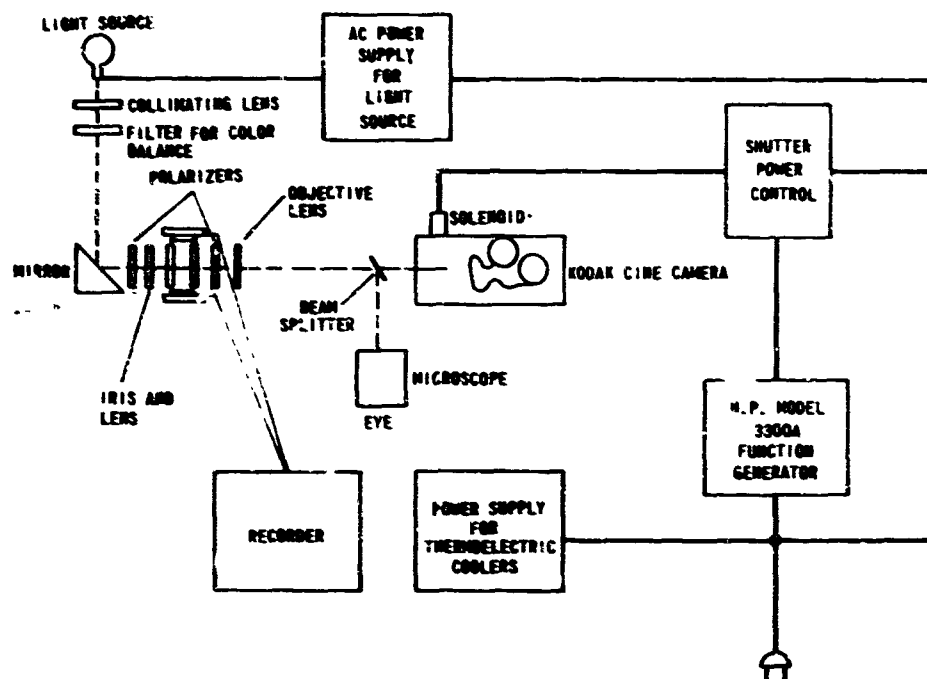 LIGHT SOURCE
AC POWER
SUPPLY
FOR
LIGHT
SOURCE
COLLIMATING LENS
FILTER FOR COLOR
BALANCE
POLARIZERS
OBJECTIVE
LENS
SHUTTER
POWER
CONTROL
SOLENOID
MIRROR
KODAK CINE CAMERA
BEAM
SPLITTER
IRIS AND
LENS
MICROSCOPE
EYE
H.P. MODEL
3300A
FUNCTION
GENERATOR
RECORDER
POWER SUPPLY
FOR
THERMOELECTRIC
COOLERS